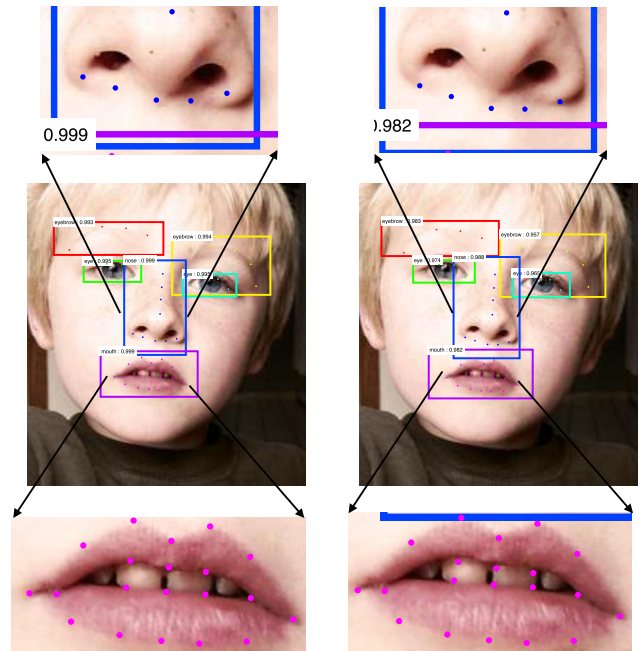 0.999
0.982
eyebrow : 0.993
eyebrow : 0.994
eye : 0.995
nose : 0.999
eye : 0.995
mouth : 0.999
eyebrow : 0.983
eyebrow : 0.957
eye : 0.974
nose : 0.988
eye : 0.965
mouth : 0.982